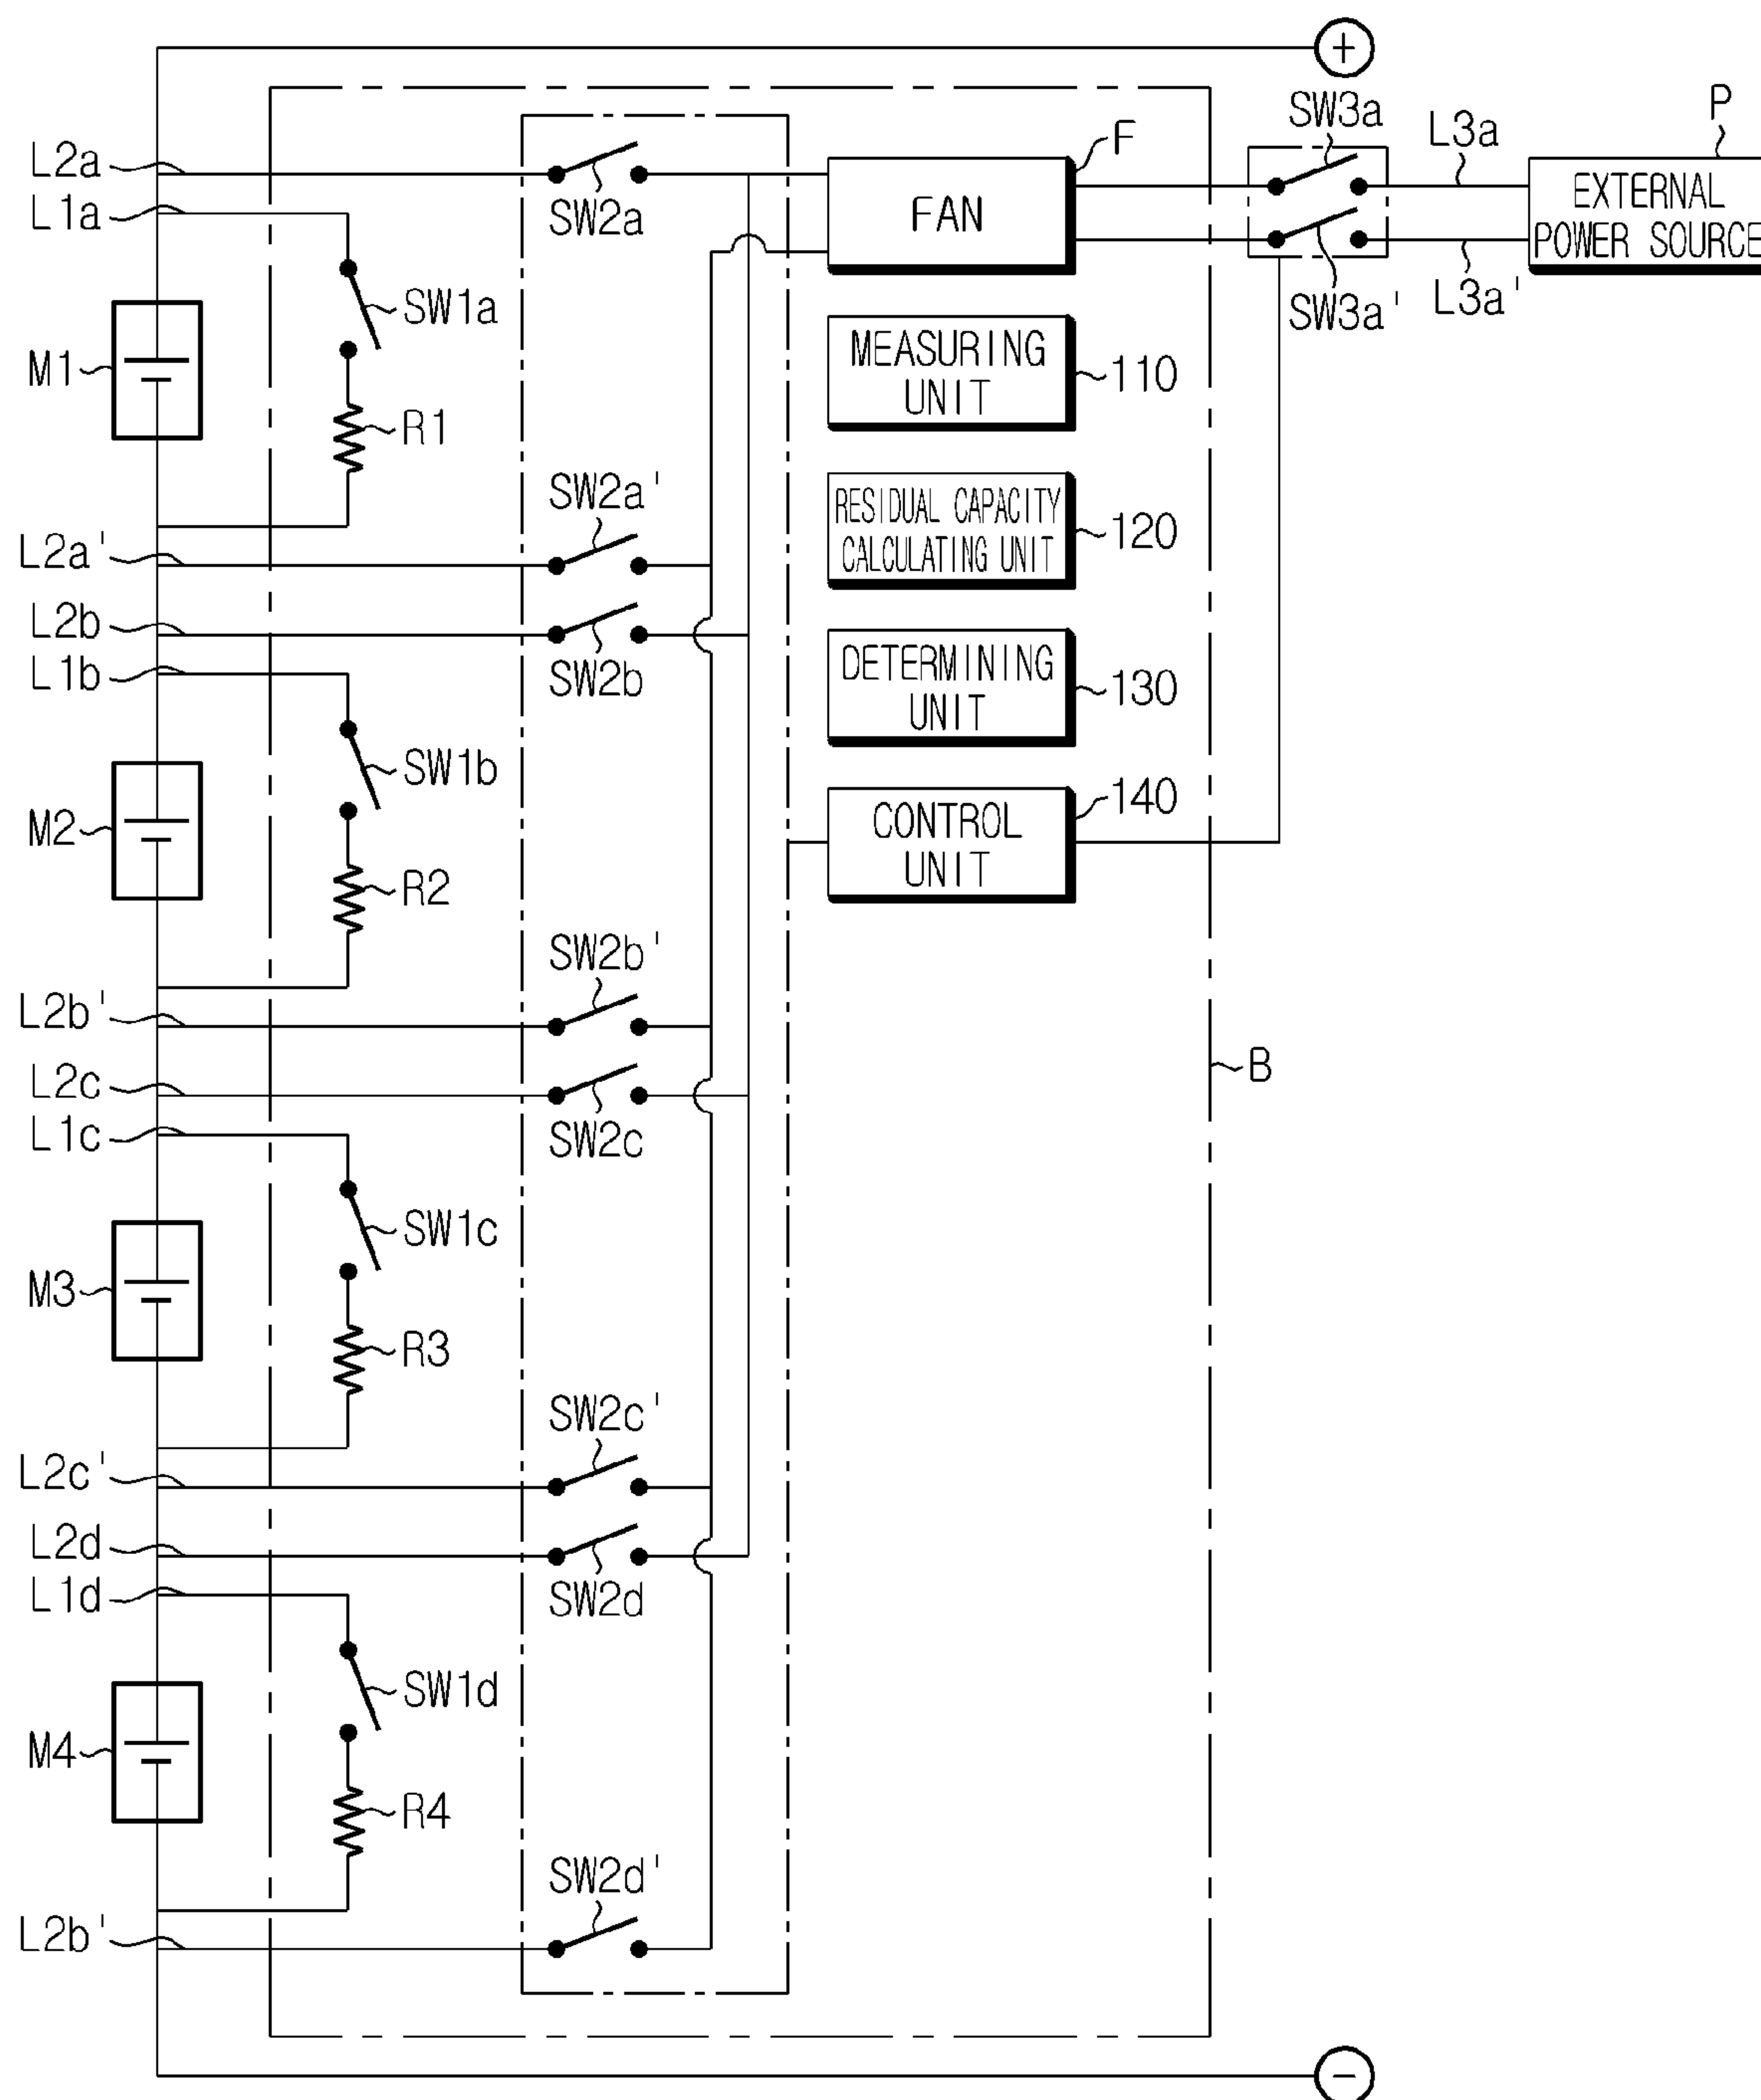 +
SW3a
P
L3a
F
L2a
L1a
SW2a
FAN
EXTERNAL
POWER SOURCE
SW3a'
L3a'
SW1a
M1
R1
MEASURING
UNIT
110
SW2a'
L2a'
RESIDUAL CAPACITY
CALCULATING UNIT
120
L2b
L1b
SW2b
DETERMINING
UNIT
130
SW1b
M2
R2
CONTROL
UNIT
140
SW2b'
L2b'
L2c
L1c
SW2c
B
SW1c
M3
R3
SW2c'
L2c'
L2d
L1d
SW2d
SW1d
M4
R4
SW2d'
L2b'
−